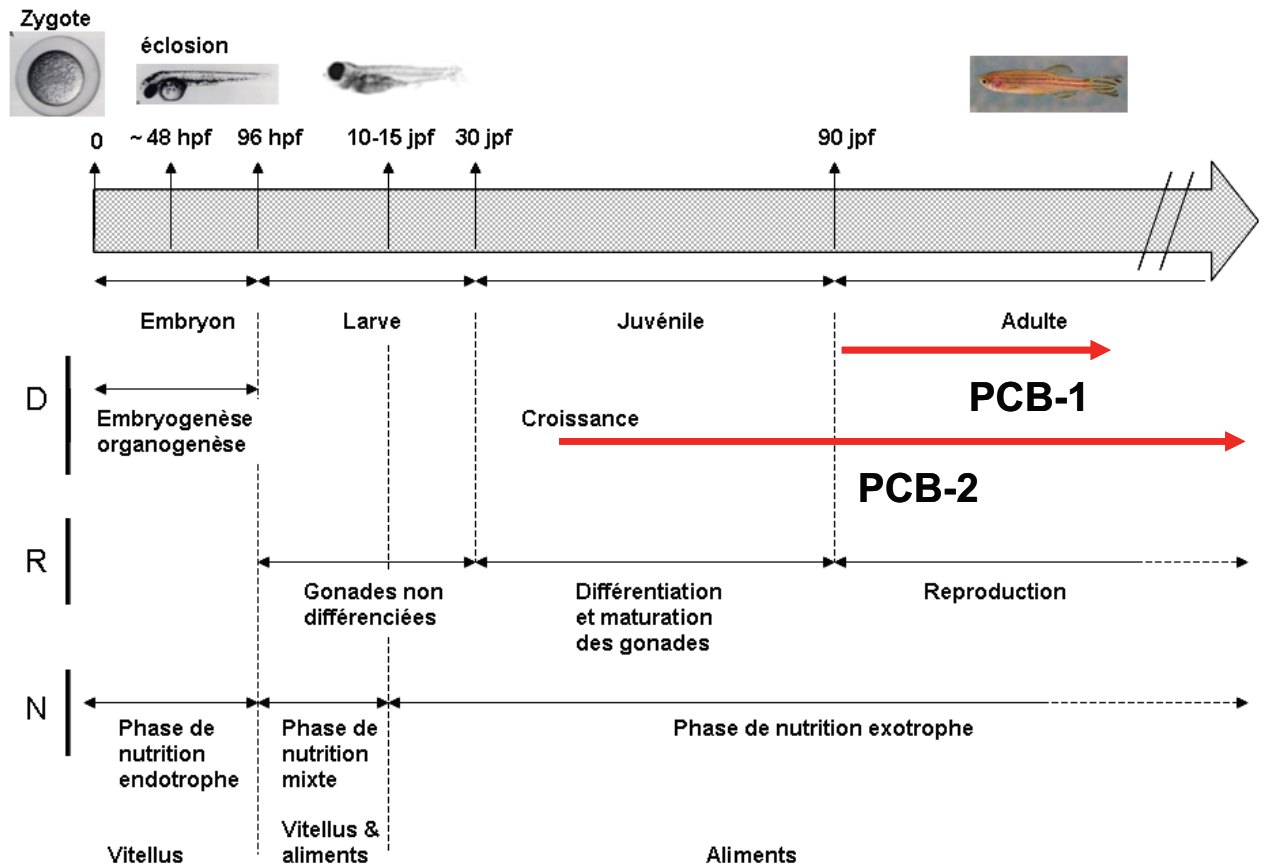 Zygote
éclosion
0
~ 48 hpf
96 hpf
10-15 jpf
30 jpf
90 jpf
Embryon
Larve
Juvénile
Adulte
PCB-1
D
Embryogenèse
organogenèse
Croissance
PCB-2
R
Gonades non
différenciées
Différentiation
et maturation
des gonades
Reproduction
N
Phase de
nutrition
endotrophe
Phase de
nutrition
mixte
Phase de nutrition exotrophe
Vitellus
Vitellus &
aliments
Aliments